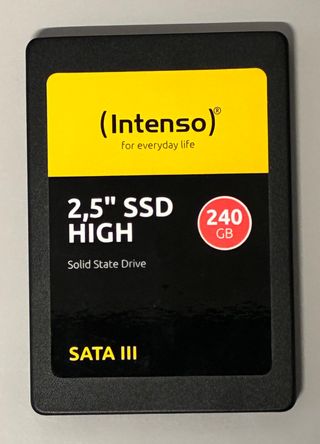 (Intenso)®
for everyday life
2,5" SSD
HIGH
240
GB
Solid State Drive
SATA III